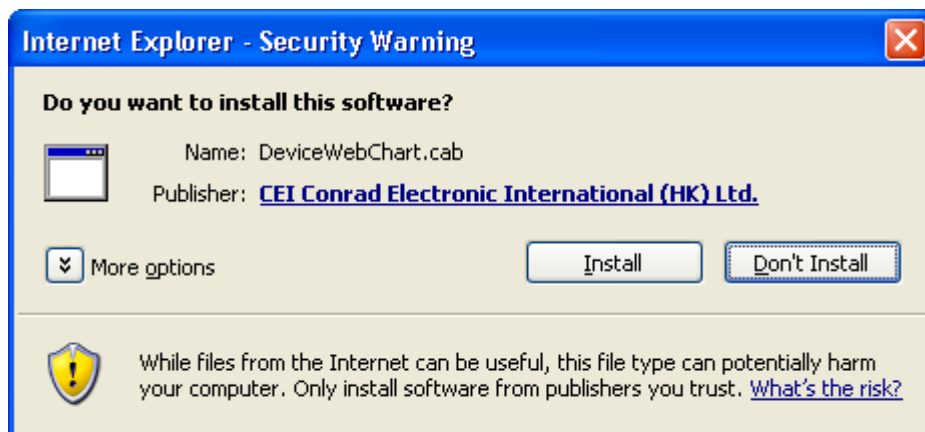 Internet Explorer - Security Warning
Do you want to install this software?
Name: DeviceWebChart.cab
Publisher: CEI Conrad Electronic International (HK) Ltd.
More options
Install
Don't Install
While files from the Internet can be useful, this file type can potentially harm
your computer. Only install software from publishers you trust. What's the risk?